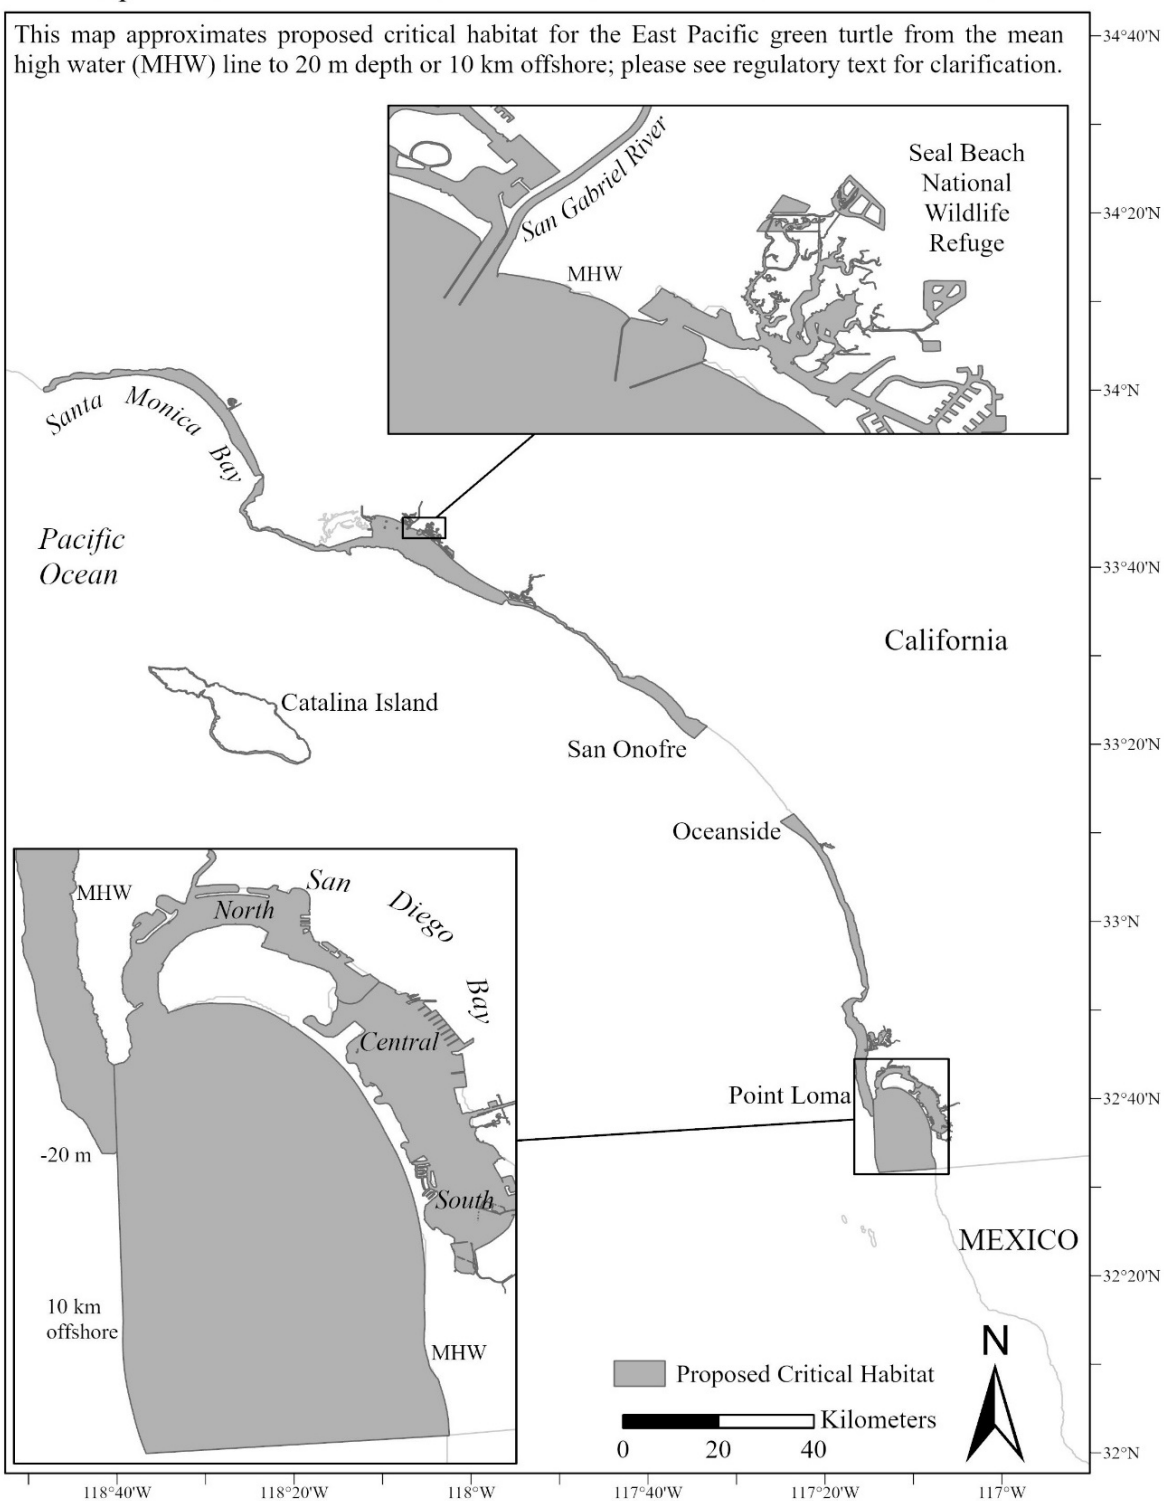 This map approximates proposed critical habitat for the East Pacific green turtle from the mean
high water (MHW) line to 20 m depth or 10 km offshore; please see regulatory text for clarification.
34°40'N
34°20'N
34°N
33°40'N
33°20'N
33°N
32°40'N
32°20'N
32°N
San Gabriel River
Seal Beach
National
Wildlife
Refuge
MHW
Santa Monica Bay
Pacific
Ocean
California
Catalina Island
San Onofre
Oceanside
Point Loma
MEXICO
MHW
San Diego Bay
North
Central
South
-20 m
10 km
offshore
MHW
N
Proposed Critical Habitat
Kilometers
0 20 40
118°40'W 118°20'W 118°W 117°40'W 117°20'W 117°W